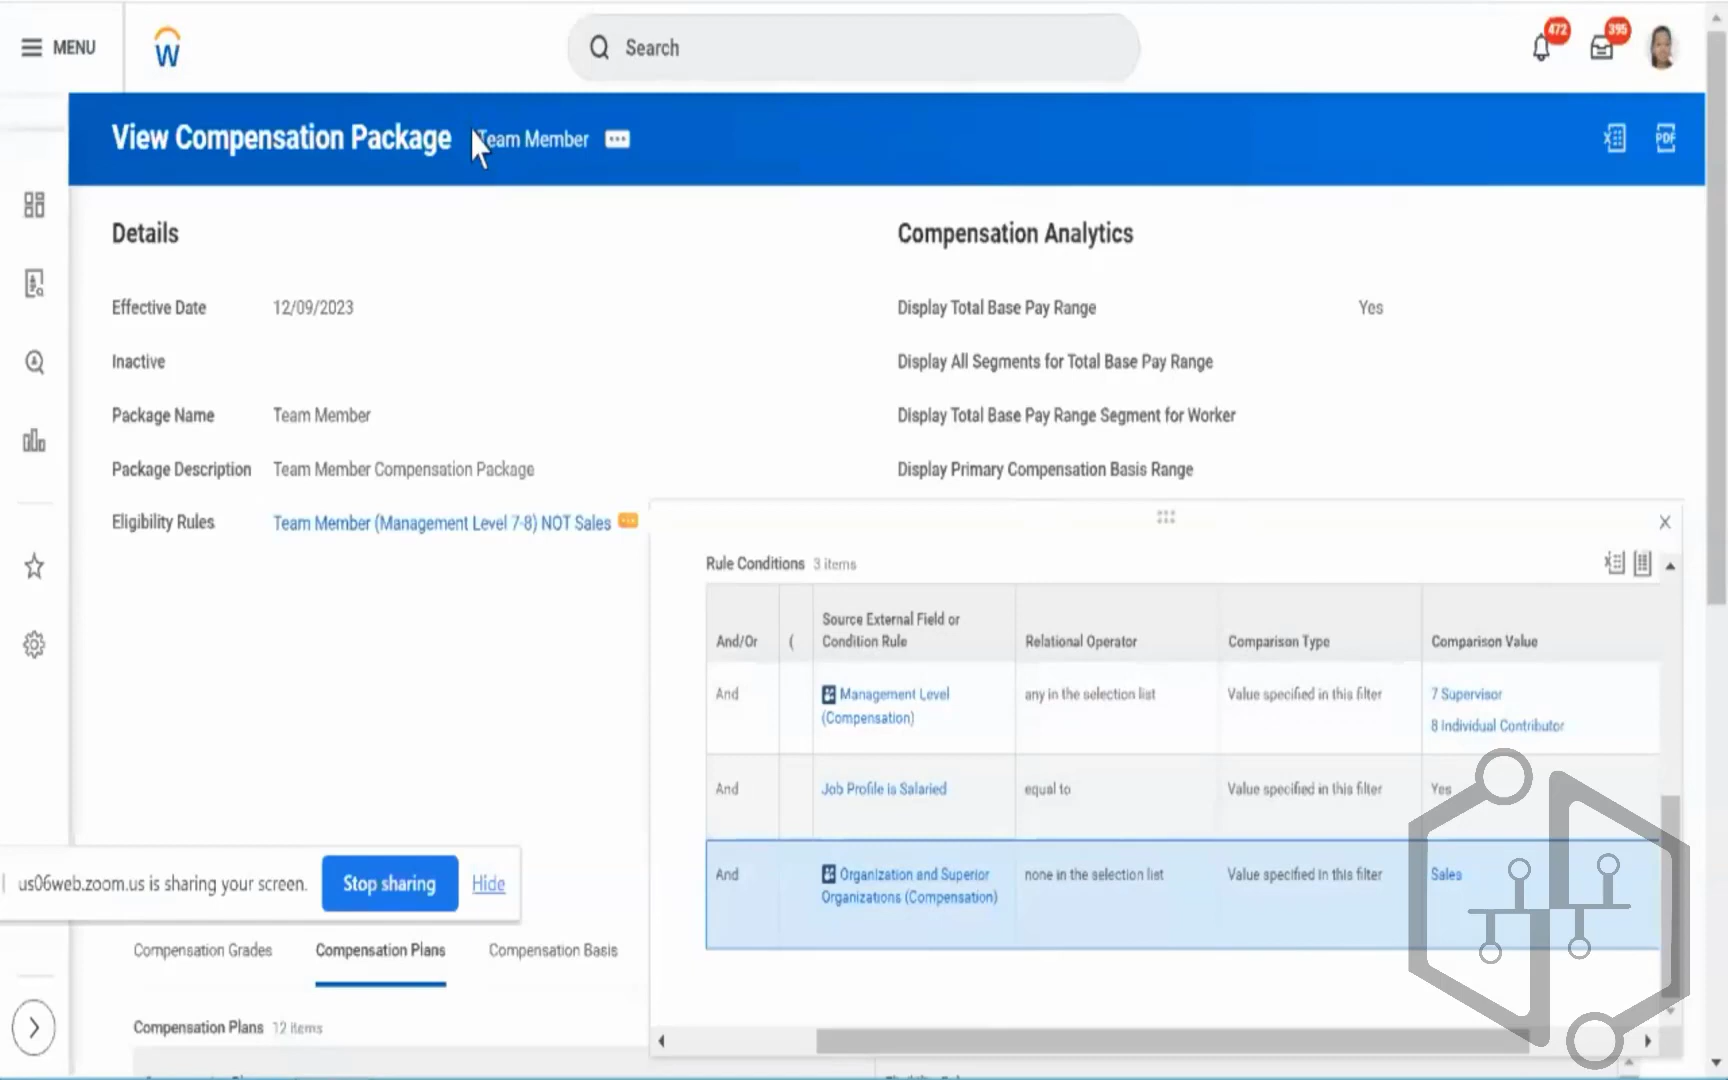 MENU
Search
472
395
View Compensation Package
Team Member
PDF
Details
Compensation Analytics
Effective Date 12/09/2023
Display Total Base Pay Range Yes
Inactive
Display All Segments for Total Base Pay Range
Package Name Team Member
Display Total Base Pay Range Segment for Worker
Package Description Team Member Compensation Package
Display Primary Compensation Basis Range
Eligibility Rules Team Member (Management Level 7-8) NOT Sales
Rule Conditions 3 items
And/Or ( Source External Field or
Condition Rule Relational Operator Comparison Type Comparison Value
And Management Level
(Compensation) any in the selection list Value specified in this filter 7 Supervisor
8 Individual Contributor
And Job Profile is Salaried equal to Value specified in this filter Yes
And Organization and Superior
Organizations (Compensation) none in the selection list Value specified in this filter Sales
us06web.zoom.us is sharing your screen. Stop sharing Hide
Compensation Grades Compensation Plans Compensation Basis
Compensation Plans 12 items